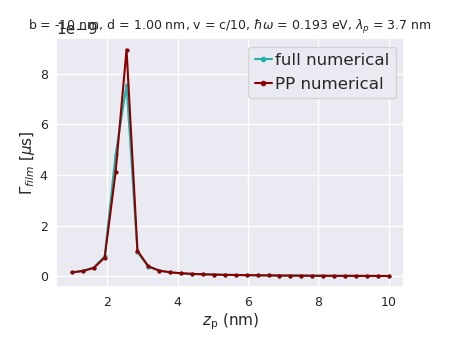 b = -10 nm, d = 1.00 nm, v = c/10, ℏω = 0.193 eV, λp = 3.7 nm
1e−9
full numerical
PP numerical
8
6
4
2
0
Γfilm [μs]
2 4 6 8 10
zp (nm)